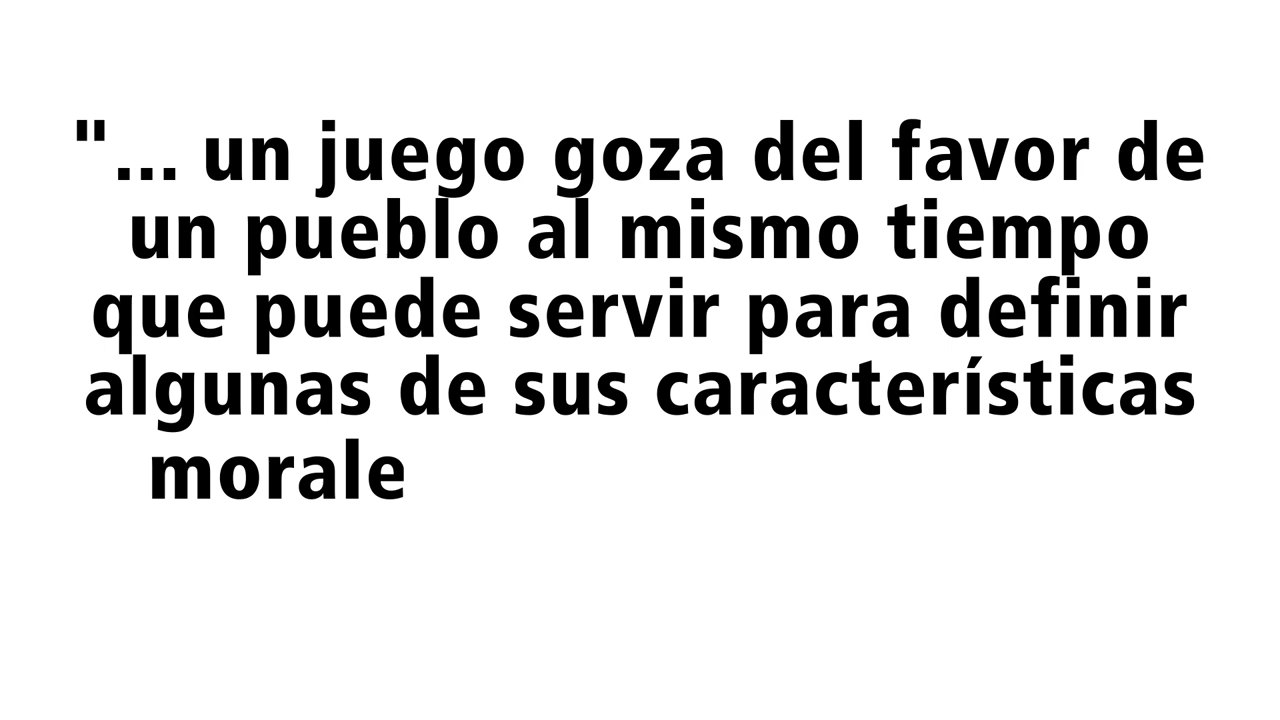 "... un juego goza del favor de
un pueblo al mismo tiempo
que puede servir para definir
algunas de sus características
morale